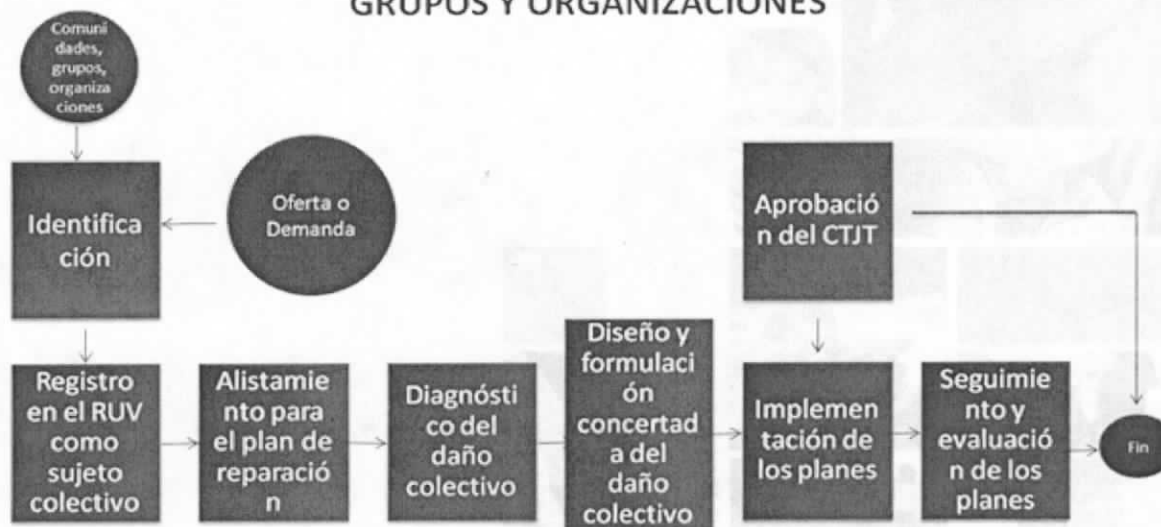 GRUPOS Y ORGANIZACIONES
Comuni
dades,
grupos,
organiza
ciones
Identifica
ción
Oferta o
Demanda
Aprobació
n del CTJT
Registro
en el RUV
como
sujeto
colectivo
Alistamie
nto para
el plan de
reparació
n
Diagnósti
co del
daño
colectivo
Diseño y
formulaci
ón
concertad
a del
daño
colectivo
Implemen
tación de
los planes
Seguimie
nto y
evaluació
n de los
planes
Fin